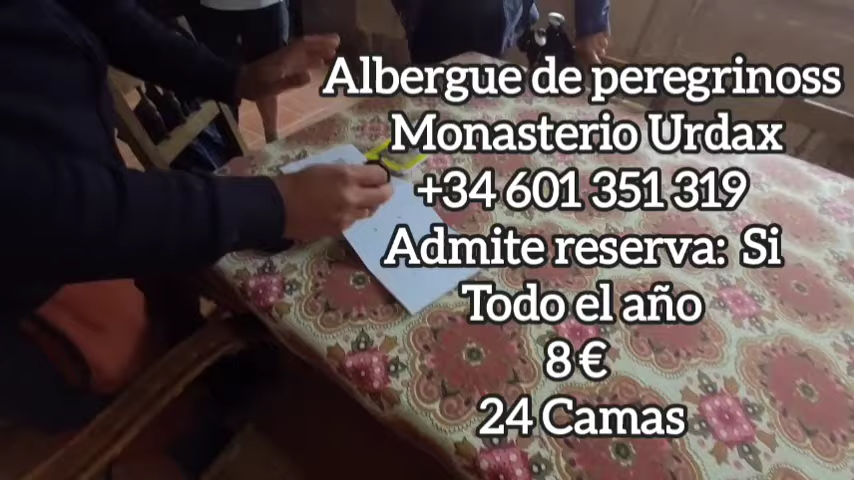 Albergue de peregrinoss
Monasterio Urdax
+34 601 351 319
Admite reserva: Si
Todo el año
8 €
24 Camas